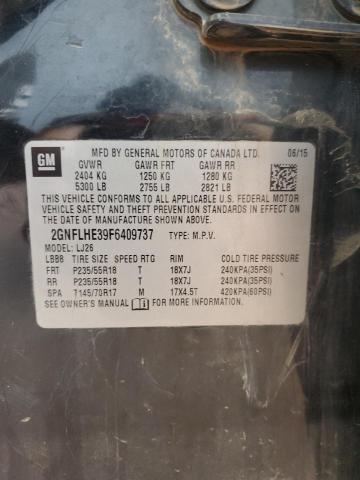 GM
MFD BY GENERAL MOTORS OF CANADA LTD. 06/15
GVWR GAWR FRT GAWR RR
2404 KG 1250 KG 1280 KG
5300 LB 2755 LB 2821 LB
THIS VEHICLE CONFORMS TO ALL APPLICABLE U.S. FEDERAL MOTOR
VEHICLE SAFETY AND THEFT PREVENTION STANDARDS IN EFFECT ON
THE DATE OF MANUFACTURE SHOWN ABOVE.
2GNFLHE39F6409737 TYPE: M.P.V.
MODEL: LJ26
LBBB TIRE SIZE SPEED RTG RIM COLD TIRE PRESSURE
FRT P235/55R18 T 18X7J 240KPA(35PSI)
RR P235/55R18 T 18X7J 240KPA(35PSI)
SPA T145/70R17 M 17X4.5T 420KPA(60PSI)
SEE OWNER'S MANUAL FOR MORE INFORMATION.